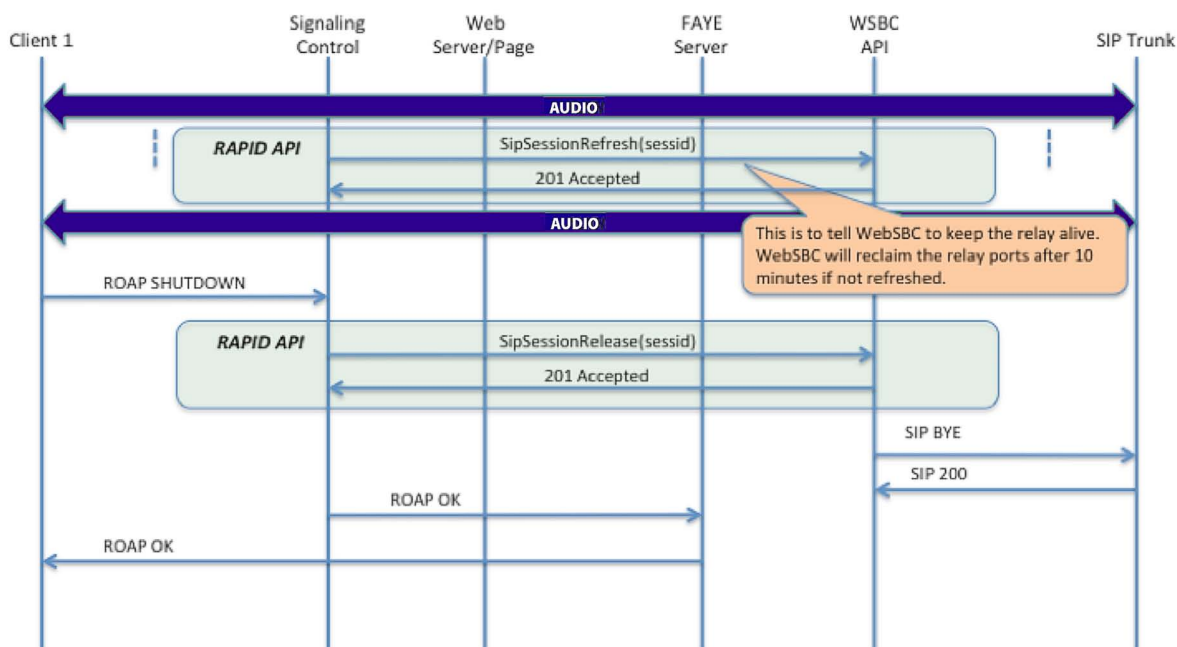 Client 1
Signaling
Control
Web
Server/Page
FAYE
Server
WSBC
API
SIP Trunk
AUDIO
RAPID API
SipSessionRefresh(sessid)
201 Accepted
AUDIO
This is to tell WebSBC to keep the relay alive.
WebSBC will reclaim the relay ports after 10
minutes if not refreshed.
ROAP SHUTDOWN
RAPID API
SipSessionRelease(sessid)
201 Accepted
SIP BYE
SIP 200
ROAP OK
ROAP OK